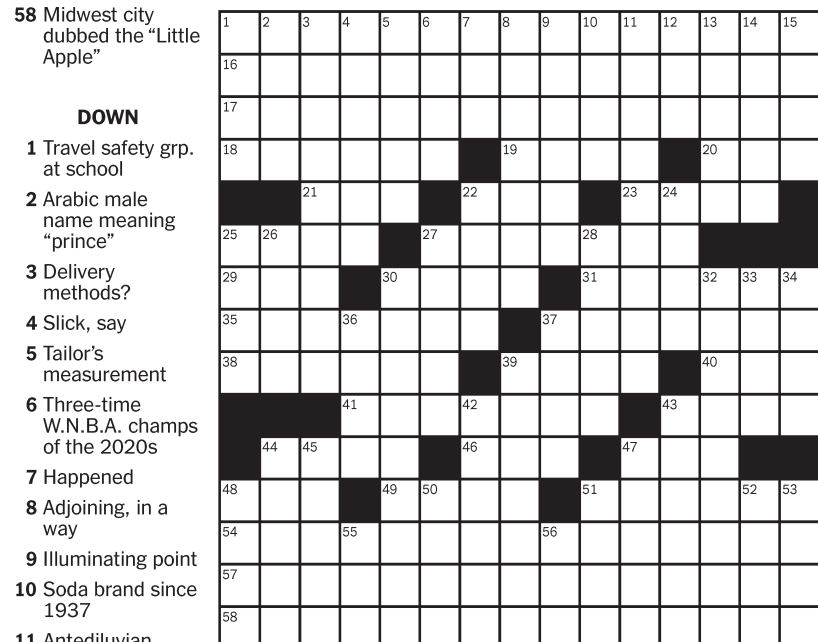 58 Midwest city
dubbed the “Little
Apple”
DOWN
1 Travel safety grp.
at school
2 Arabic male
name meaning
“prince”
3 Delivery
methods?
4 Slick, say
5 Tailor’s
measurement
6 Three-time
W.N.B.A. champs
of the 2020s
7 Happened
8 Adjoining, in a
way
9 Illuminating point
10 Soda brand since
1937
11 Antediluvian
1 2 3 4 5 6 7 8 9 10 11 12 13 14 15
16
17
18 19 20
21 22 23 24
25 26 27 28
29 30 31 32 33 34
35 36 37
38 39 40
41 42 43
44 45 46 47
48 49 50 51 52 53
54 55 56
57
58